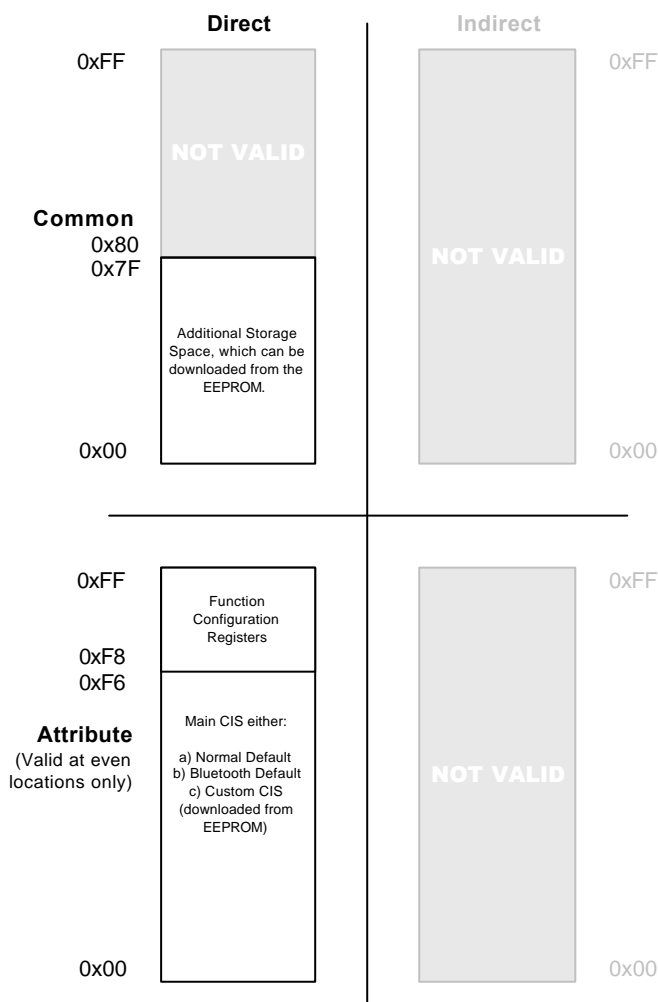 Direct
Indirect
0xFF
0xFF
NOT VALID
Common
0x80
0x7F
NOT VALID
Additional Storage
Space, which can be
downloaded from the
EEPROM.
0x00
0x00
0xFF
0xFF
Function
Configuration
Registers
0xF8
0xF6
Attribute
(Valid at even
locations only)
Main CIS either:
a) Normal Default
b) Bluetooth Default
c) Custom CIS
(downloaded from
EEPROM)
NOT VALID
0x00
0x00